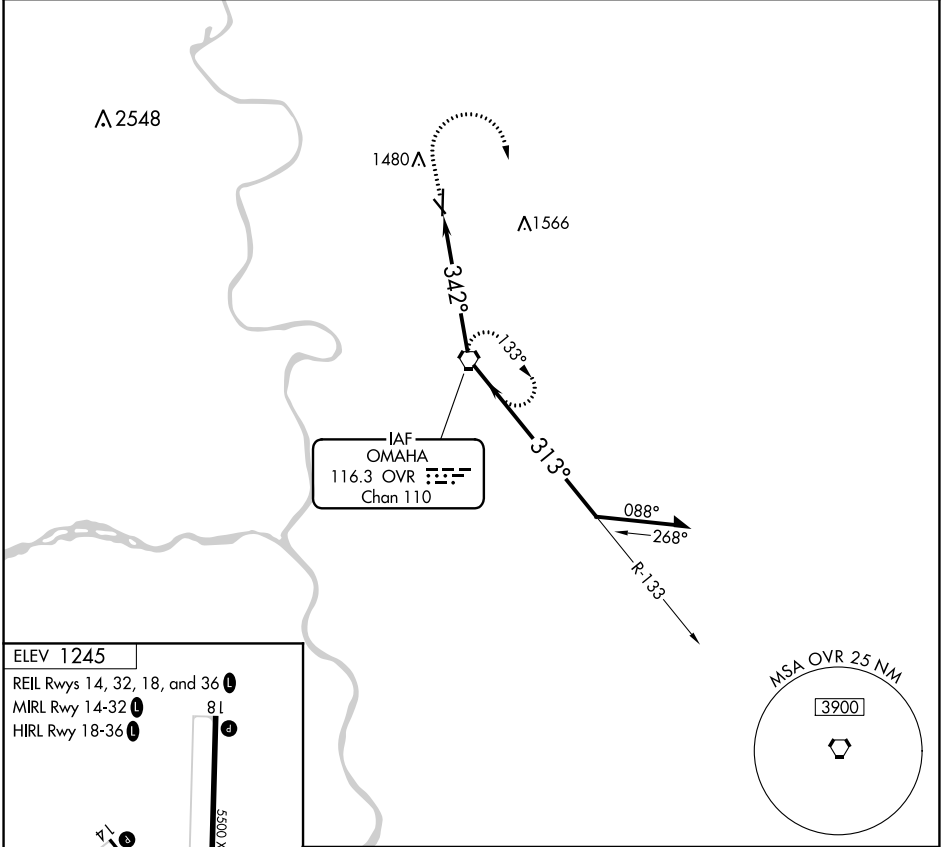 2548
1480
1566
342°
133°
IAF
OMAHA
116.3 OVR
Chan 110
313°
088°
268°
R-133
MSA OVR 25 NM
3900
ELEV 1245
REIL Rwys 14, 32, 18, and 36 L
MIRL Rwy 14-32 L
HIRL Rwy 18-36 L
18
P
5500 X
14
P